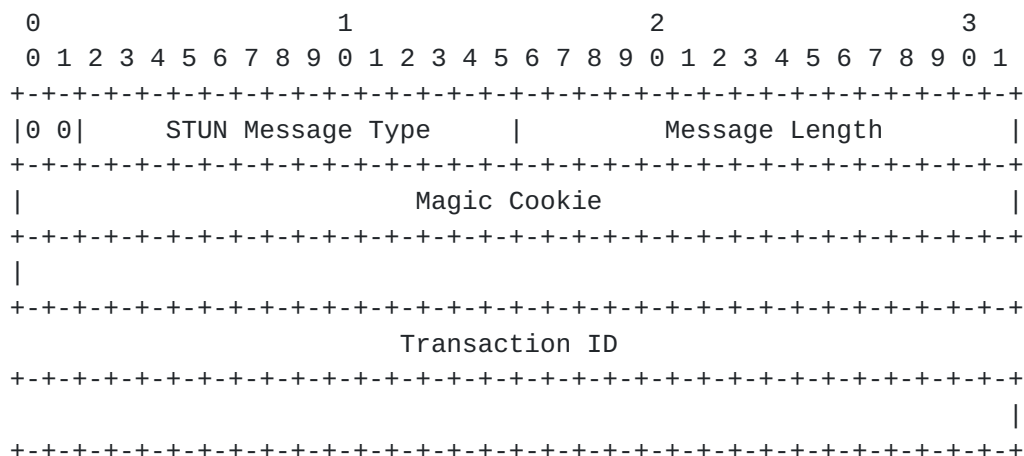 0                   1                   2                   3
 0 1 2 3 4 5 6 7 8 9 0 1 2 3 4 5 6 7 8 9 0 1 2 3 4 5 6 7 8 9 0 1
+-+-+-+-+-+-+-+-+-+-+-+-+-+-+-+-+-+-+-+-+-+-+-+-+-+-+-+-+-+-+-+-+
|0 0|     STUN Message Type     |         Message Length        |
+-+-+-+-+-+-+-+-+-+-+-+-+-+-+-+-+-+-+-+-+-+-+-+-+-+-+-+-+-+-+-+-+
|                         Magic Cookie                          |
+-+-+-+-+-+-+-+-+-+-+-+-+-+-+-+-+-+-+-+-+-+-+-+-+-+-+-+-+-+-+-+-+
|
+-+-+-+-+-+-+-+-+-+-+-+-+-+-+-+-+-+-+-+-+-+-+-+-+-+-+-+-+-+-+-+-+
                         Transaction ID
+-+-+-+-+-+-+-+-+-+-+-+-+-+-+-+-+-+-+-+-+-+-+-+-+-+-+-+-+-+-+-+-+
                                                                |
+-+-+-+-+-+-+-+-+-+-+-+-+-+-+-+-+-+-+-+-+-+-+-+-+-+-+-+-+-+-+-+-+